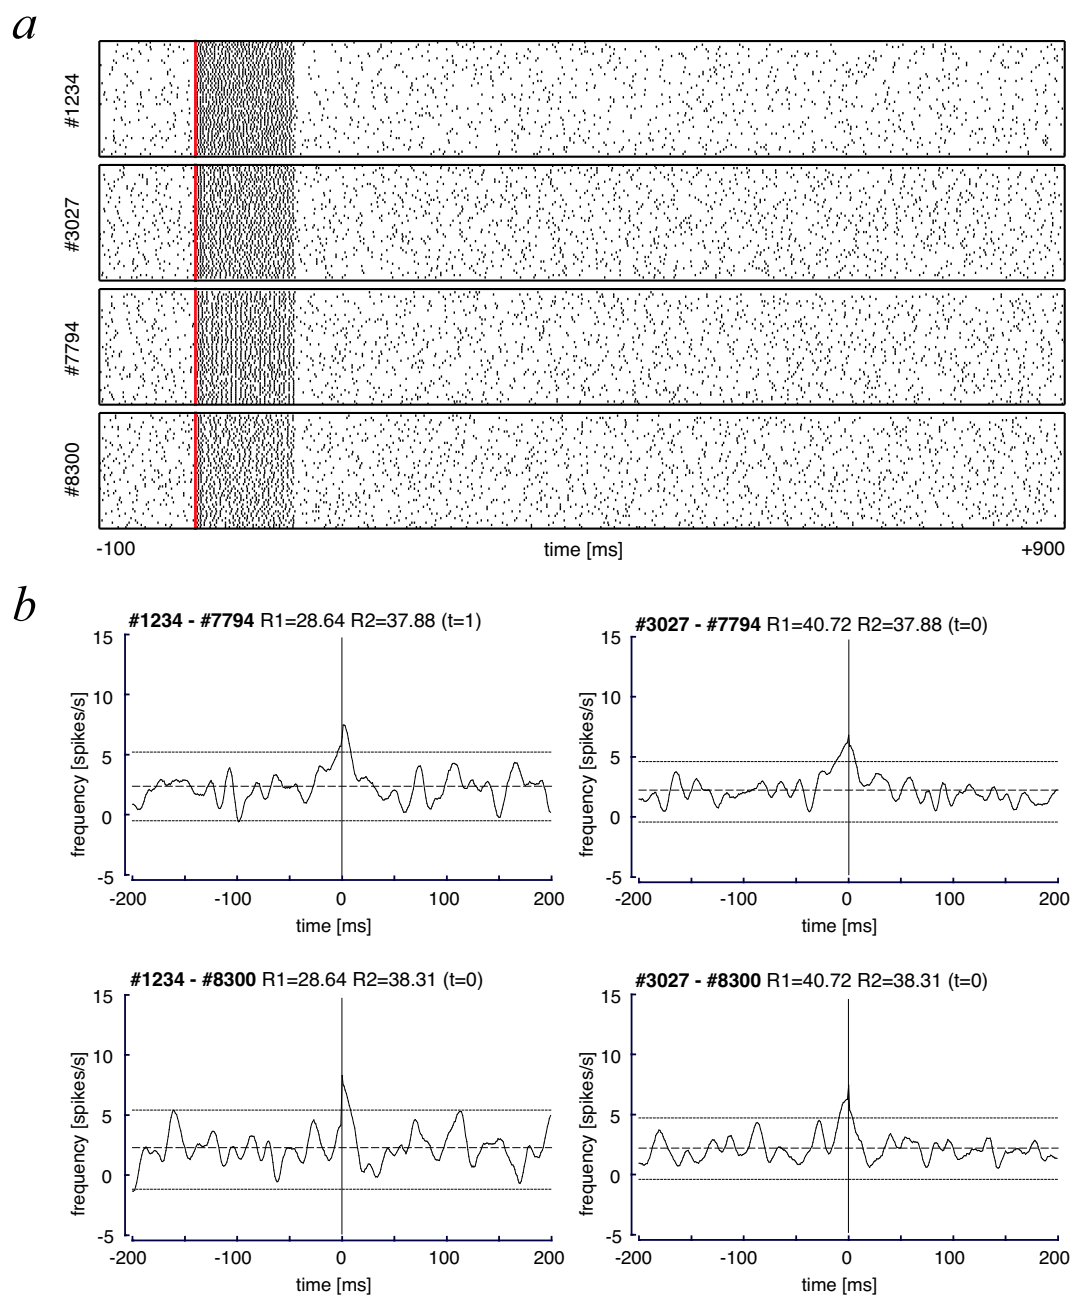 a
#1234
#3027
#7794
#8300
-100 time [ms] +900
b
#1234 - #7794 R1=28.64 R2=37.88 (t=1)
15
10
5
0
-5
frequency [spikes/s]
-200 -100 0 100 200
time [ms]
#3027 - #7794 R1=40.72 R2=37.88 (t=0)
15
10
5
0
-5
frequency [spikes/s]
-200 -100 0 100 200
time [ms]
#1234 - #8300 R1=28.64 R2=38.31 (t=0)
15
10
5
0
-5
frequency [spikes/s]
-200 -100 0 100 200
time [ms]
#3027 - #8300 R1=40.72 R2=38.31 (t=0)
15
10
5
0
-5
frequency [spikes/s]
-200 -100 0 100 200
time [ms]